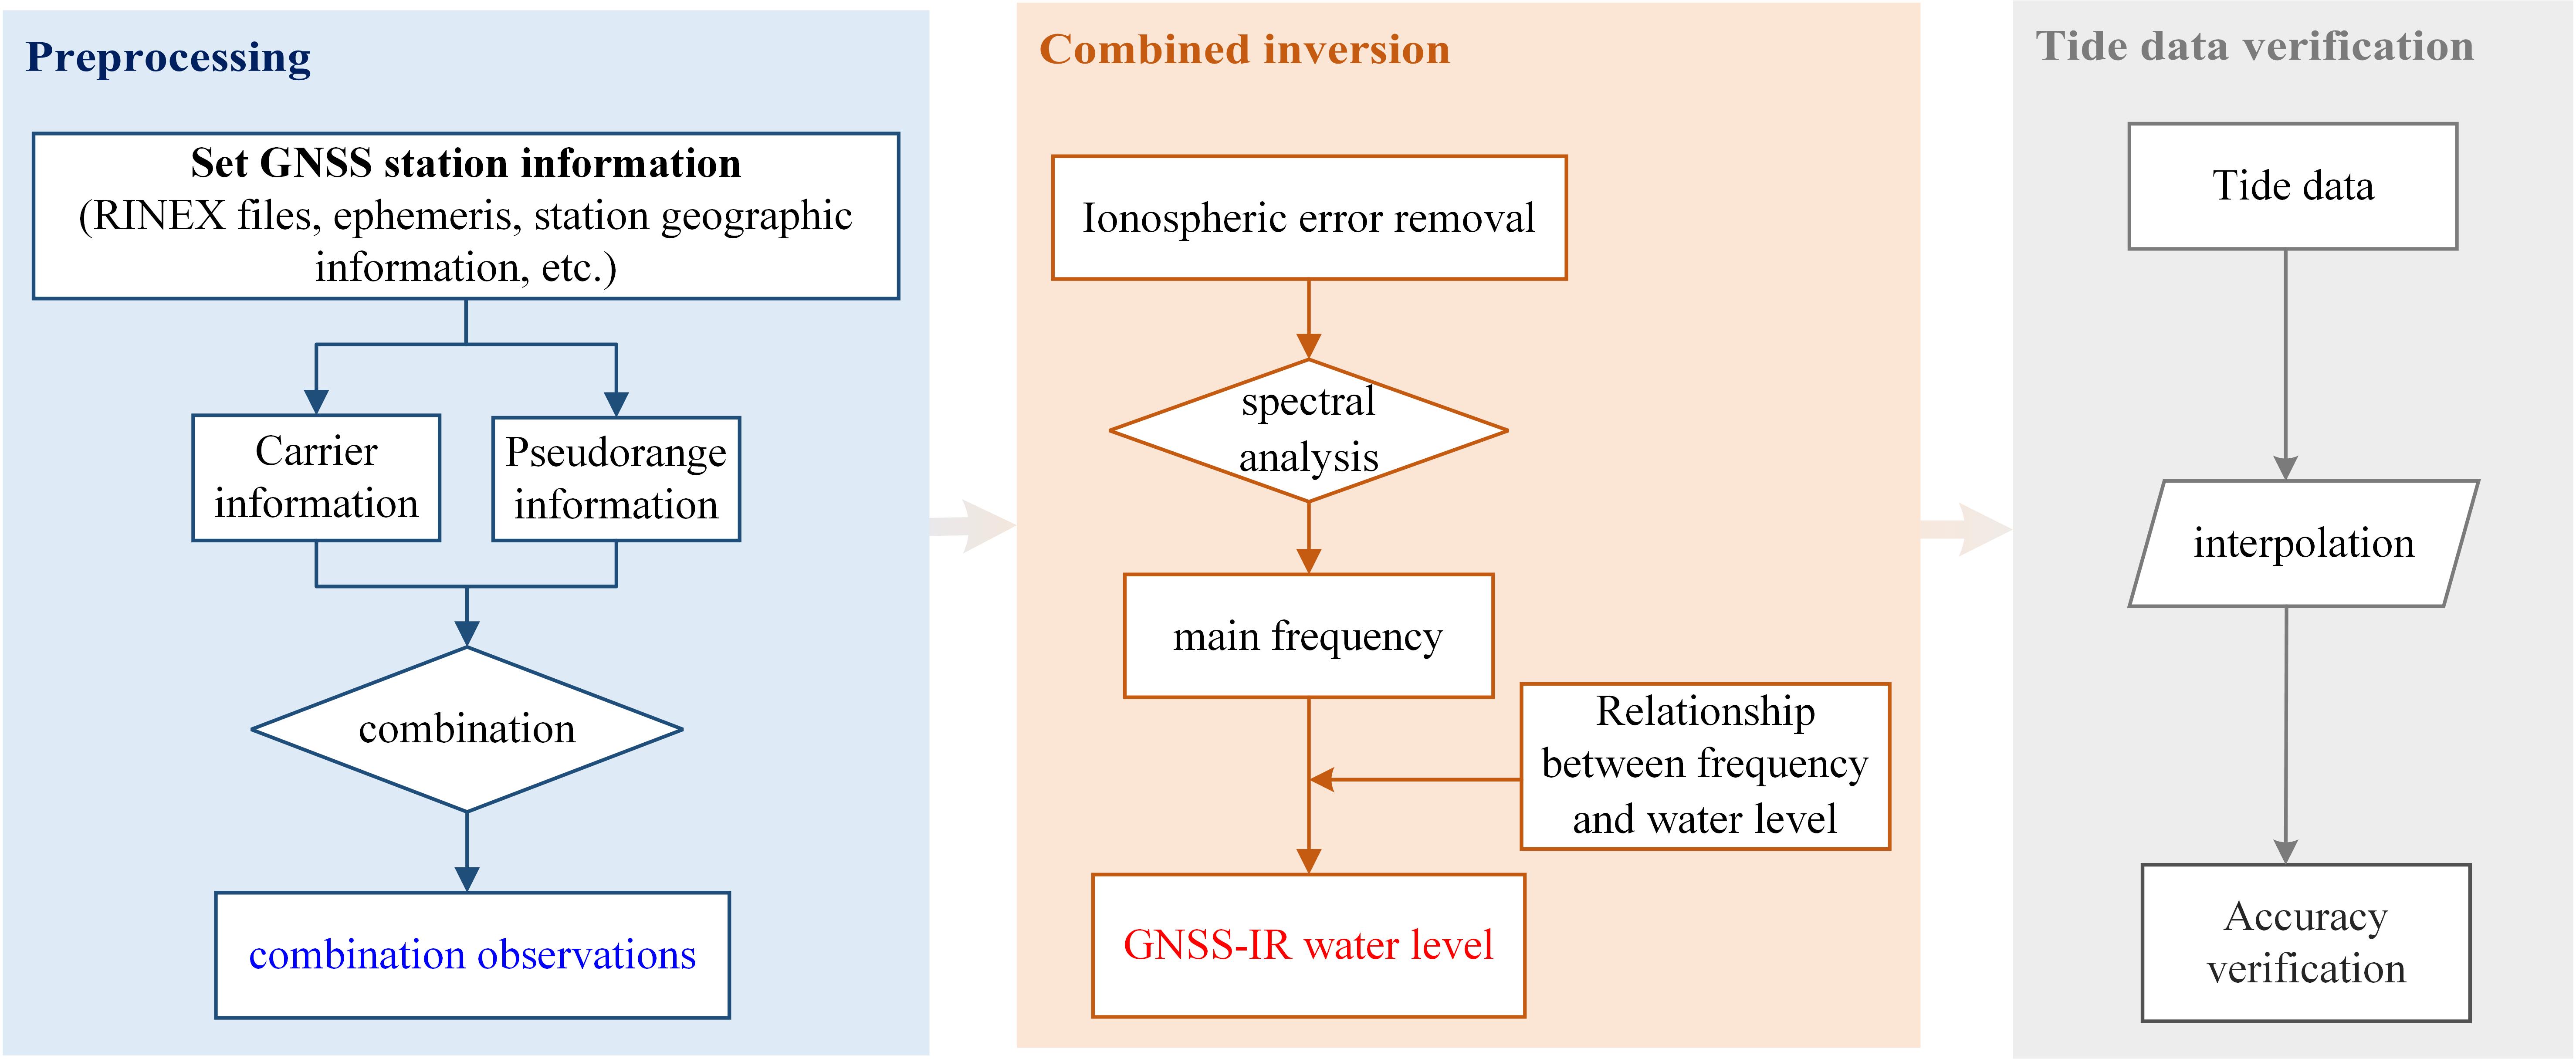 Preprocessing
Set GNSS station information
(RINEX files, ephemeris, station geographic
information, etc.)
Carrier
information
Pseudorange
information
combination
combination observations
Combined inversion
Ionospheric error removal
spectral
analysis
main frequency
Relationship
between frequency
and water level
GNSS-IR water level
Tide data verification
Tide data
interpolation
Accuracy
verification